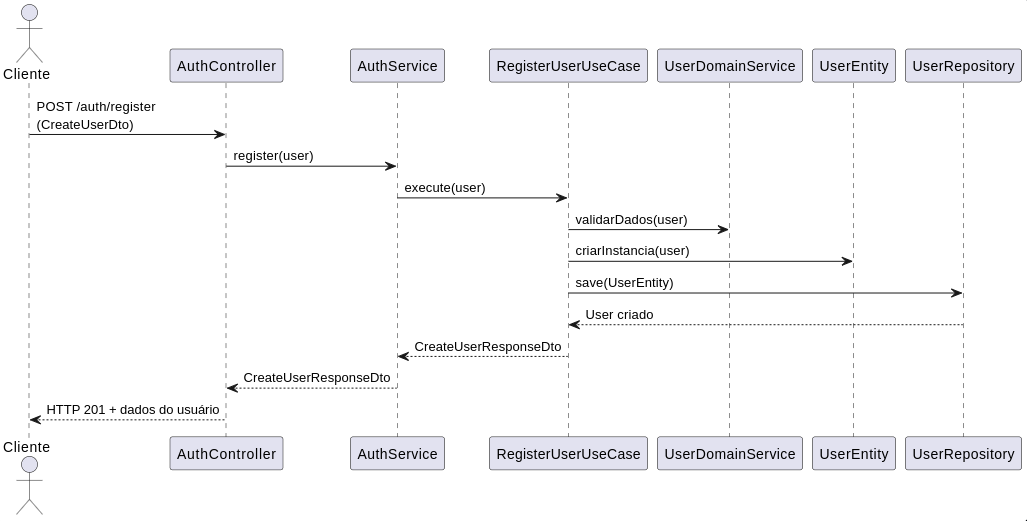 Cliente
AuthController
AuthService
RegisterUserUseCase
UserDomainService
UserEntity
UserRepository
POST /auth/register
(CreateUserDto)
register(user)
execute(user)
validarDados(user)
criarInstancia(user)
save(UserEntity)
User criado
CreateUserResponseDto
CreateUserResponseDto
HTTP 201 + dados do usuário
Cliente
AuthController
AuthService
RegisterUserUseCase
UserDomainService
UserEntity
UserRepository